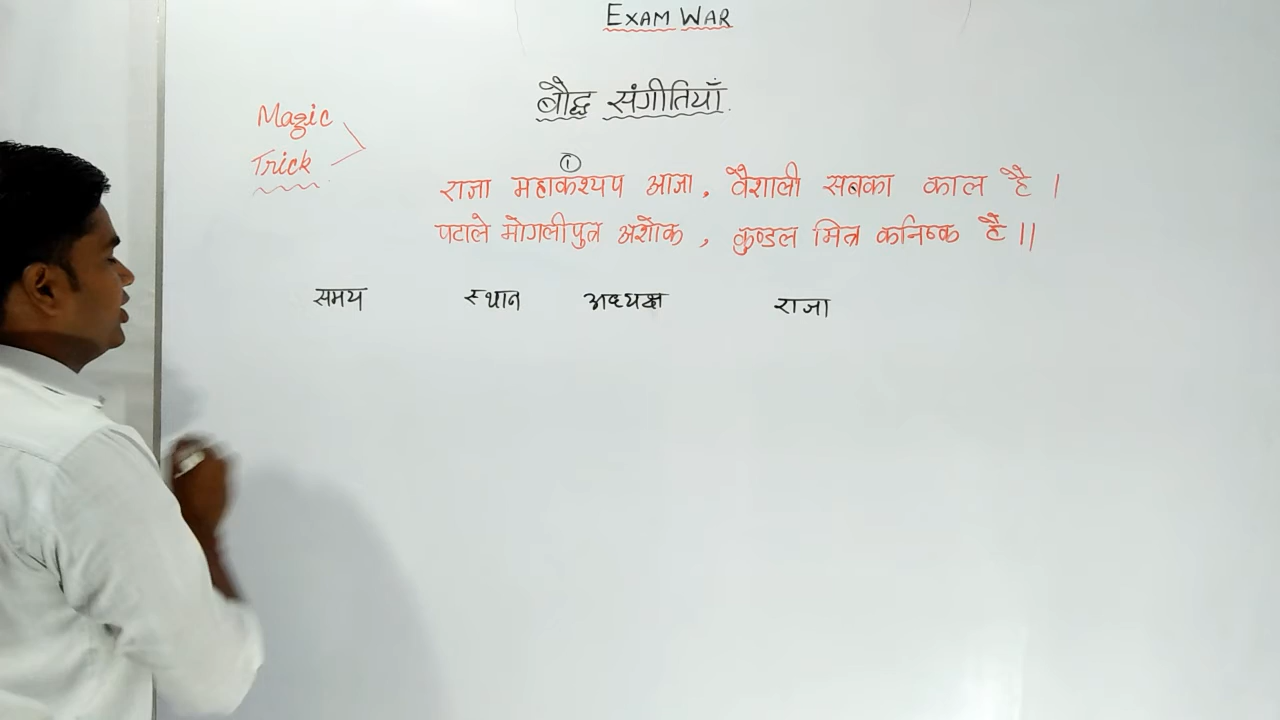 EXAM WAR
बौद्ध संगीतियाँ.
Magic
Trick
①
राजा महाकश्यप आजा, वैशाली सबका काल है ।
पटाले मोगलीपुत्र अशोक, कुण्डल मित्र कनिष्क है ॥
समय स्थान अध्यक्ष राजा